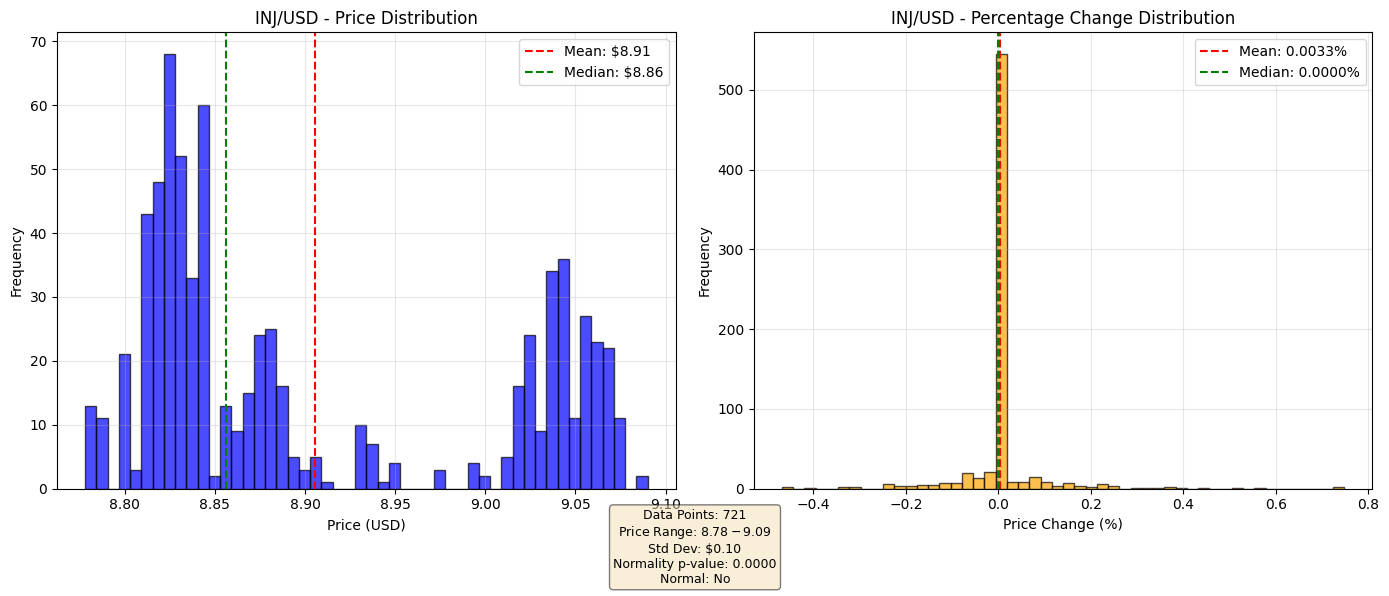 INJ/USD - Price Distribution
70
60
50
40
30
20
10
0
Frequency
8.80
8.85
8.90
8.95
9.00
9.05
9.10
Price (USD)
Mean: $8.91
Median: $8.86
INJ/USD - Percentage Change Distribution
500
400
300
200
100
0
Frequency
−0.4
−0.2
0.0
0.2
0.4
0.6
0.8
Price Change (%)
Mean: 0.0033%
Median: 0.0000%
Data Points: 721
Price Range: 8.78 − 9.09
Std Dev: $0.10
Normality p-value: 0.0000
Normal: No